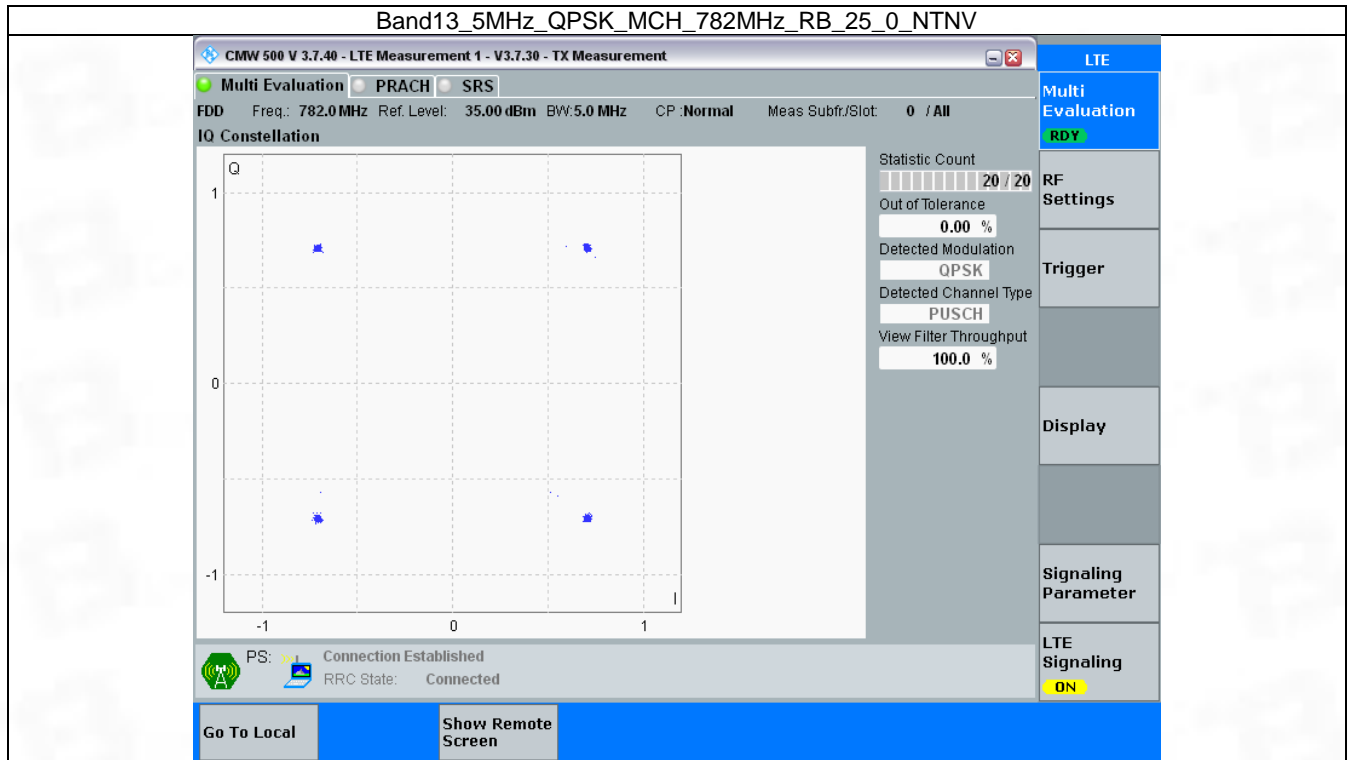 Band13_5MHz_QPSK_MCH_782MHz_RB_25_0_NTNV
CMW 500 V 3.7.40 - LTE Measurement 1 - V3.7.30 - TX Measurement
LTE
Multi Evaluation
PRACH
SRS
FDD Freq.: 782.0 MHz Ref. Level: 35.00 dBm BW: 5.0 MHz CP :Normal Meas Subfr./Slot: 0 / All
IQ Constellation
Q
1
0
-1
-1
0
1
I
Statistic Count
20 / 20
Out of Tolerance
0.00 %
Detected Modulation
QPSK
Detected Channel Type
PUSCH
View Filter Throughput
100.0 %
Multi
Evaluation
RDY
RF
Settings
Trigger
Display
Signaling
Parameter
LTE
Signaling
ON
PS:
Connection Established
RRC State: Connected
Go To Local
Show Remote
Screen